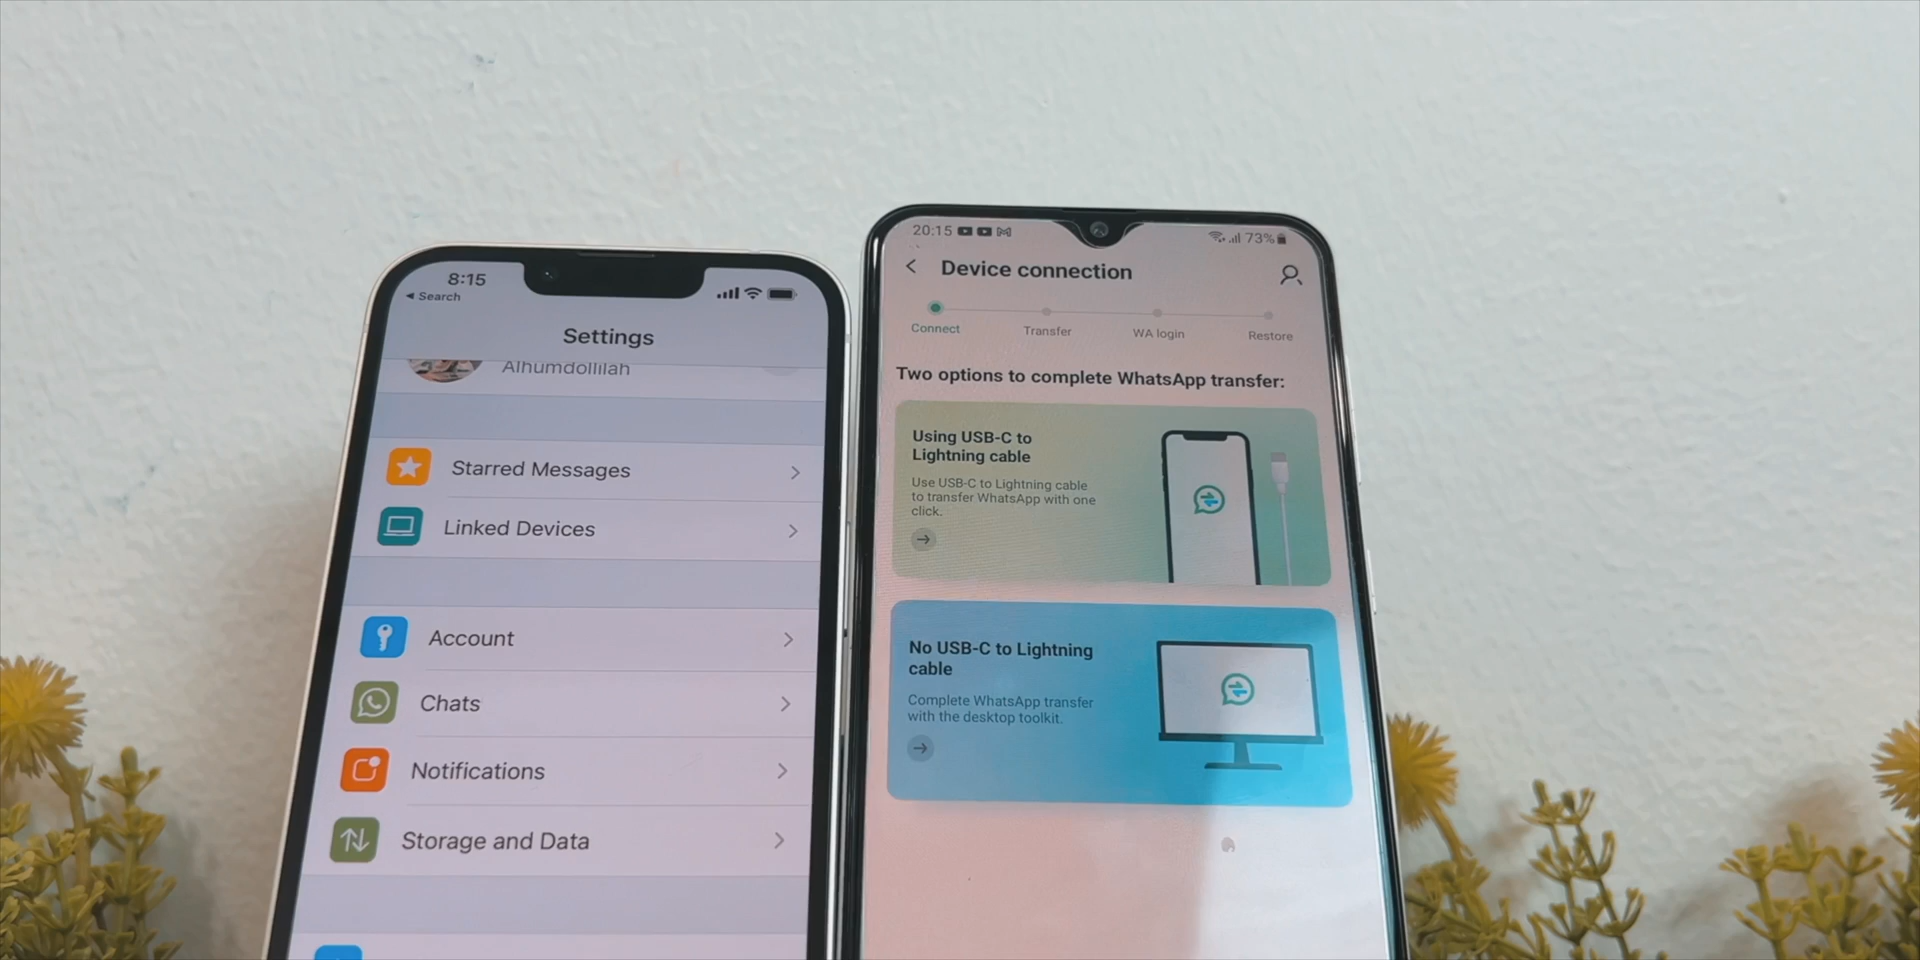 8:15
Search
Settings
Alhumdollilah
Starred Messages
Linked Devices
Account
Chats
Notifications
Storage and Data
20:15
73%
Device connection
Connect
Transfer
WA login
Restore
Two options to complete WhatsApp transfer:
Using USB-C to
Lightning cable
Use USB-C to Lightning cable
to transfer WhatsApp with one
click.
No USB-C to Lightning
cable
Complete WhatsApp transfer
with the desktop toolkit.